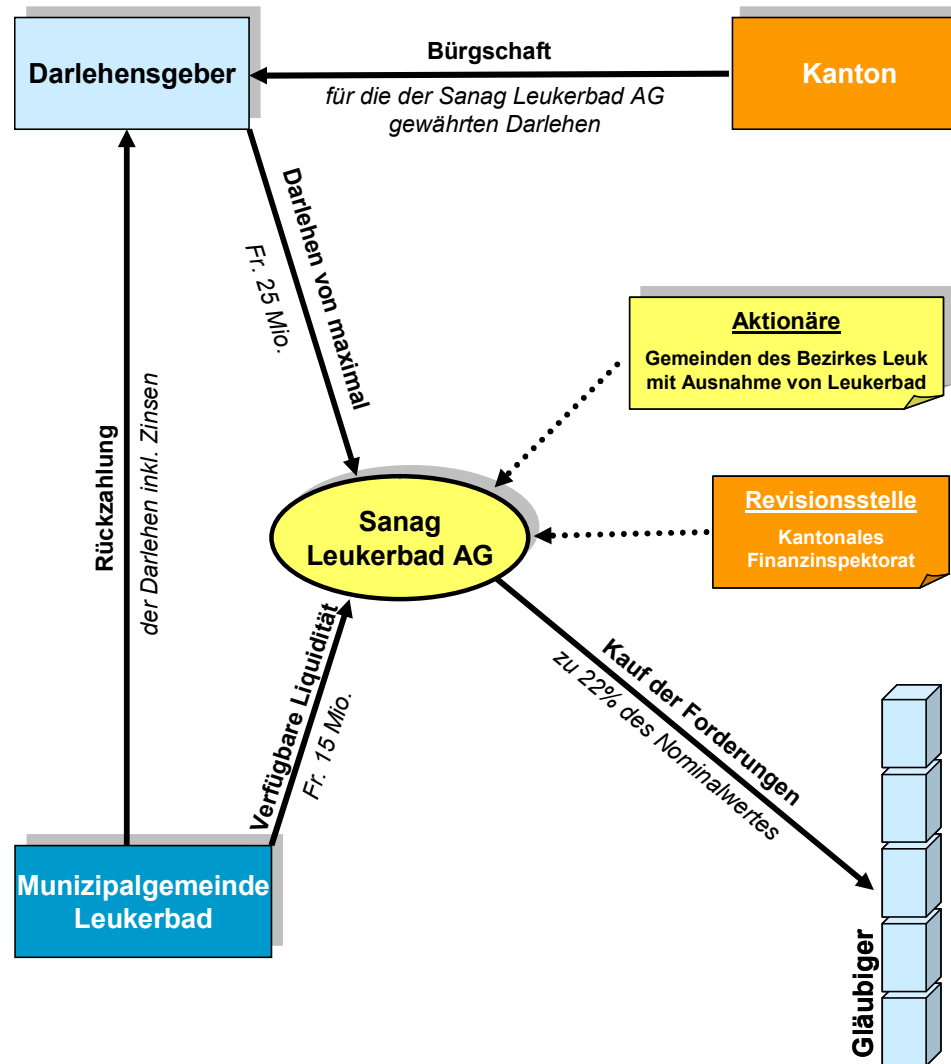 Darlehensgeber
Bürgschaft
für die der Sanag Leukerbad AG
gewährten Darlehen
Kanton
Darlehen von maximal
Fr. 25 Mio.
Aktionäre
Gemeinden des Bezirkes Leuk
mit Ausnahme von Leukerbad
Rückzahlung
der Darlehen inkl. Zinsen
Sanag
Leukerbad AG
Revisionsstelle
Kantonales
Finanzinspektorat
Verfügbare Liquidität
Fr. 15 Mio.
Kauf der Forderungen
zu 22% des Nominalwertes
Munizipalgemeinde
Leukerbad
Gläubiger